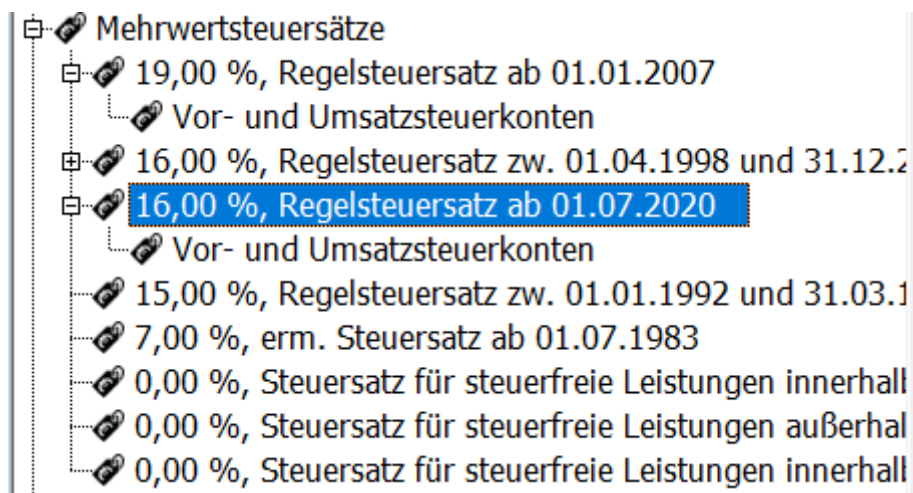 Mehrwertsteuersätze
19,00 %, Regelsteuersatz ab 01.01.2007
Vor- und Umsatzsteuerkonten
16,00 %, Regelsteuersatz zw. 01.04.1998 und 31.12.2
16,00 %, Regelsteuersatz ab 01.07.2020
Vor- und Umsatzsteuerkonten
15,00 %, Regelsteuersatz zw. 01.01.1992 und 31.03.1
7,00 %, erm. Steuersatz ab 01.07.1983
0,00 %, Steuersatz für steuerfreie Leistungen innerhalb
0,00 %, Steuersatz für steuerfreie Leistungen außerhal
0,00 %, Steuersatz für steuerfreie Leistungen innerhalb